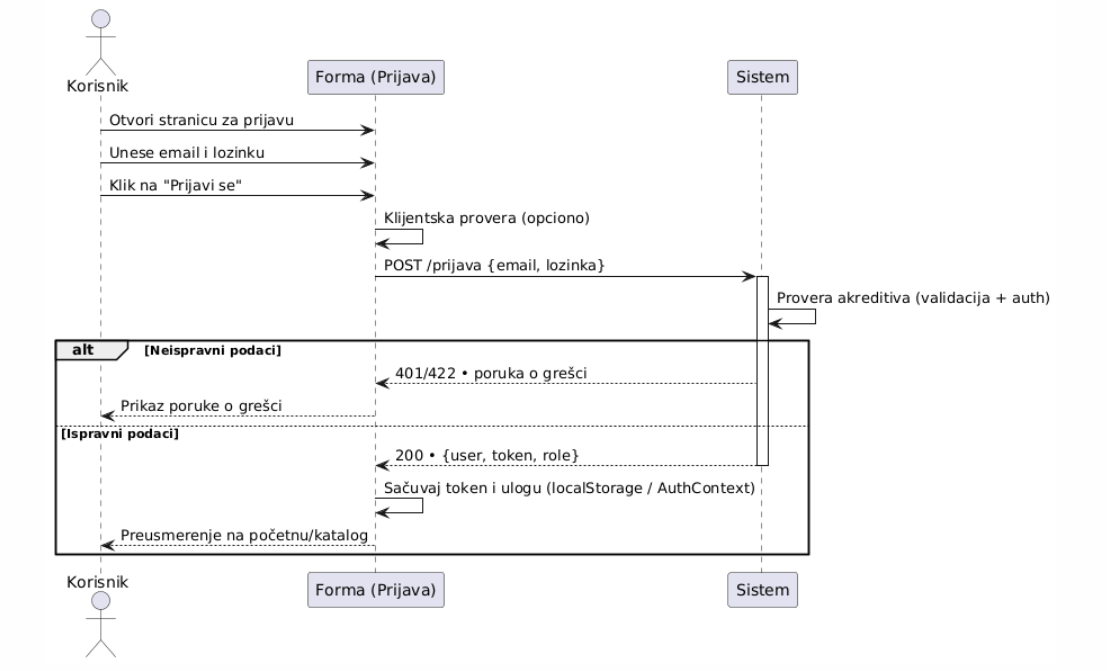 Korisnik
Forma (Prijava)
Sistem
Otvori stranicu za prijavu
Unese email i lozinku
Klik na "Prijavi se"
Klijentska provera (opciono)
POST /prijava {email, lozinka}
Provera akreditiva (validacija + auth)
alt
[Neispravni podaci]
401/422 • poruka o grešci
Prikaz poruke o grešci
[Ispravni podaci]
200 • {user, token, role}
Sačuvaj token i ulogu (localStorage / AuthContext)
Preusmerenje na početnu/katalog
Korisnik
Forma (Prijava)
Sistem